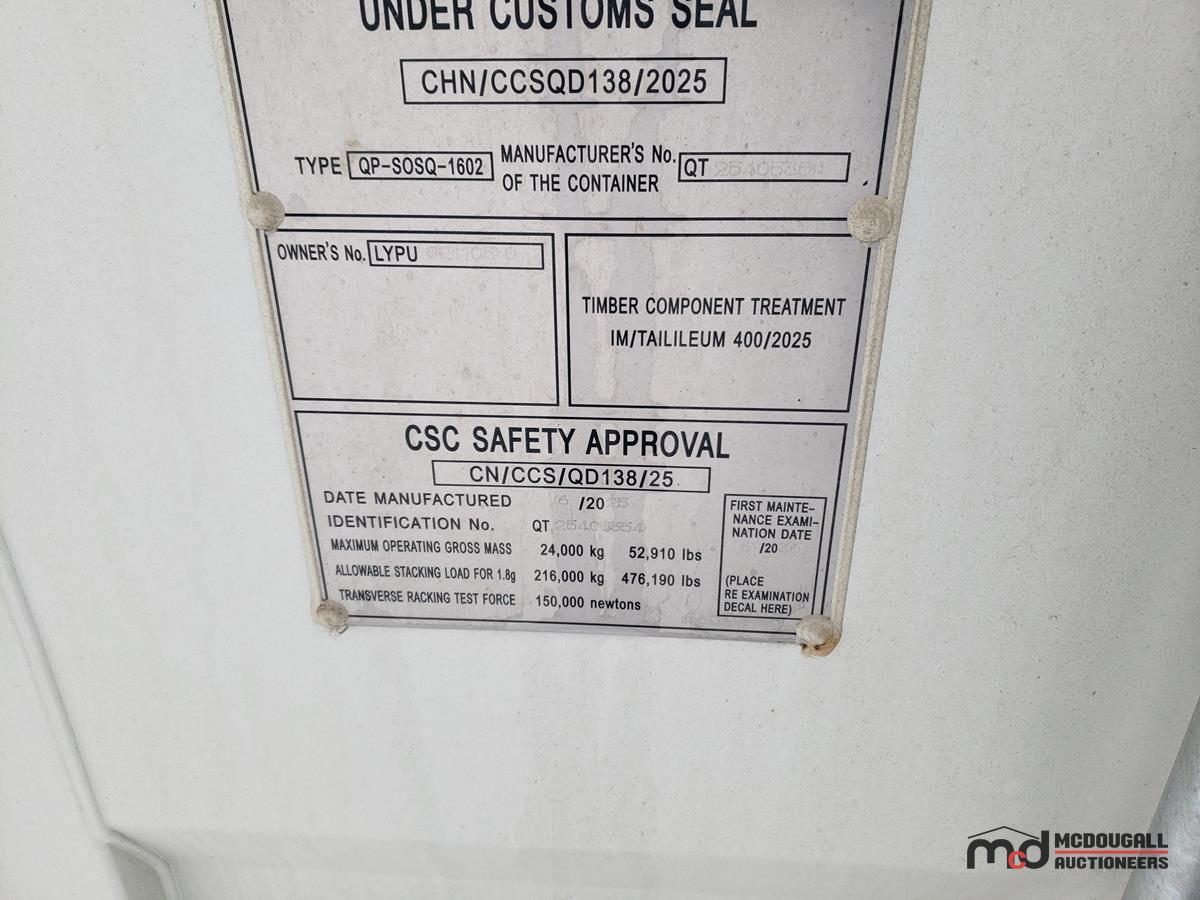 UNDER CUSTOMS SEAL
CHN/CCSQD138/2025
TYPE QP-SOSQ-1602 MANUFACTURER'S No. OF THE CONTAINER QT
OWNER'S No. LYPU
TIMBER COMPONENT TREATMENT
IM/TAILILEUM 400/2025
CSC SAFETY APPROVAL
CN/CCS/QD138/25
DATE MANUFACTURED 6 /2025
IDENTIFICATION No. QT
MAXIMUM OPERATING GROSS MASS 24,000 kg 52,910 lbs
ALLOWABLE STACKING LOAD FOR 1.8g 216,000 kg 476,190 lbs
TRANSVERSE RACKING TEST FORCE 150,000 newtons
FIRST MAINTE-
NANCE EXAMI-
NATION DATE
/20
(PLACE
RE EXAMINATION
DECAL HERE)
mcd MCDOUGALL
AUCTIONEERS